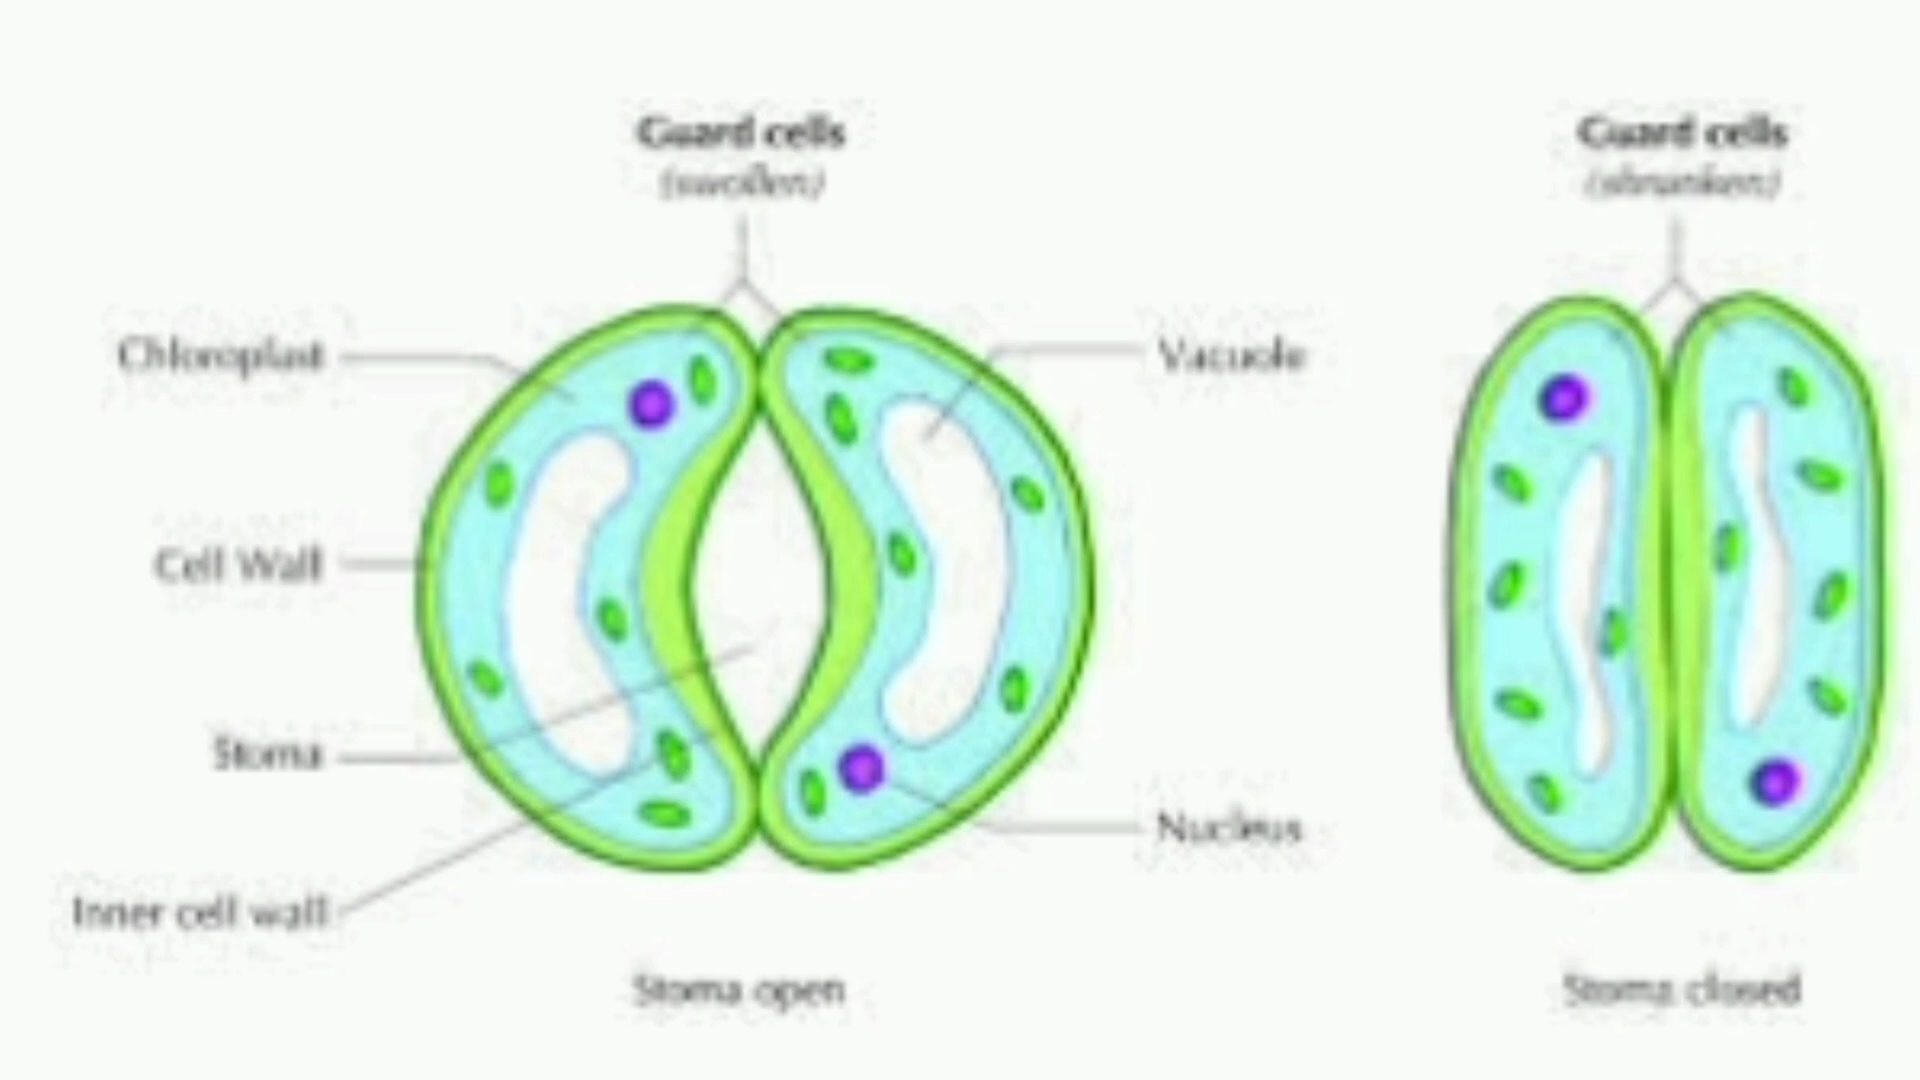 Guard cells
(swollen)
Guard cells
(shrunken)
Chloroplast
Vacuole
Cell Wall
Stoma
Nucleus
Inner cell wall
Stoma open
Stoma closed